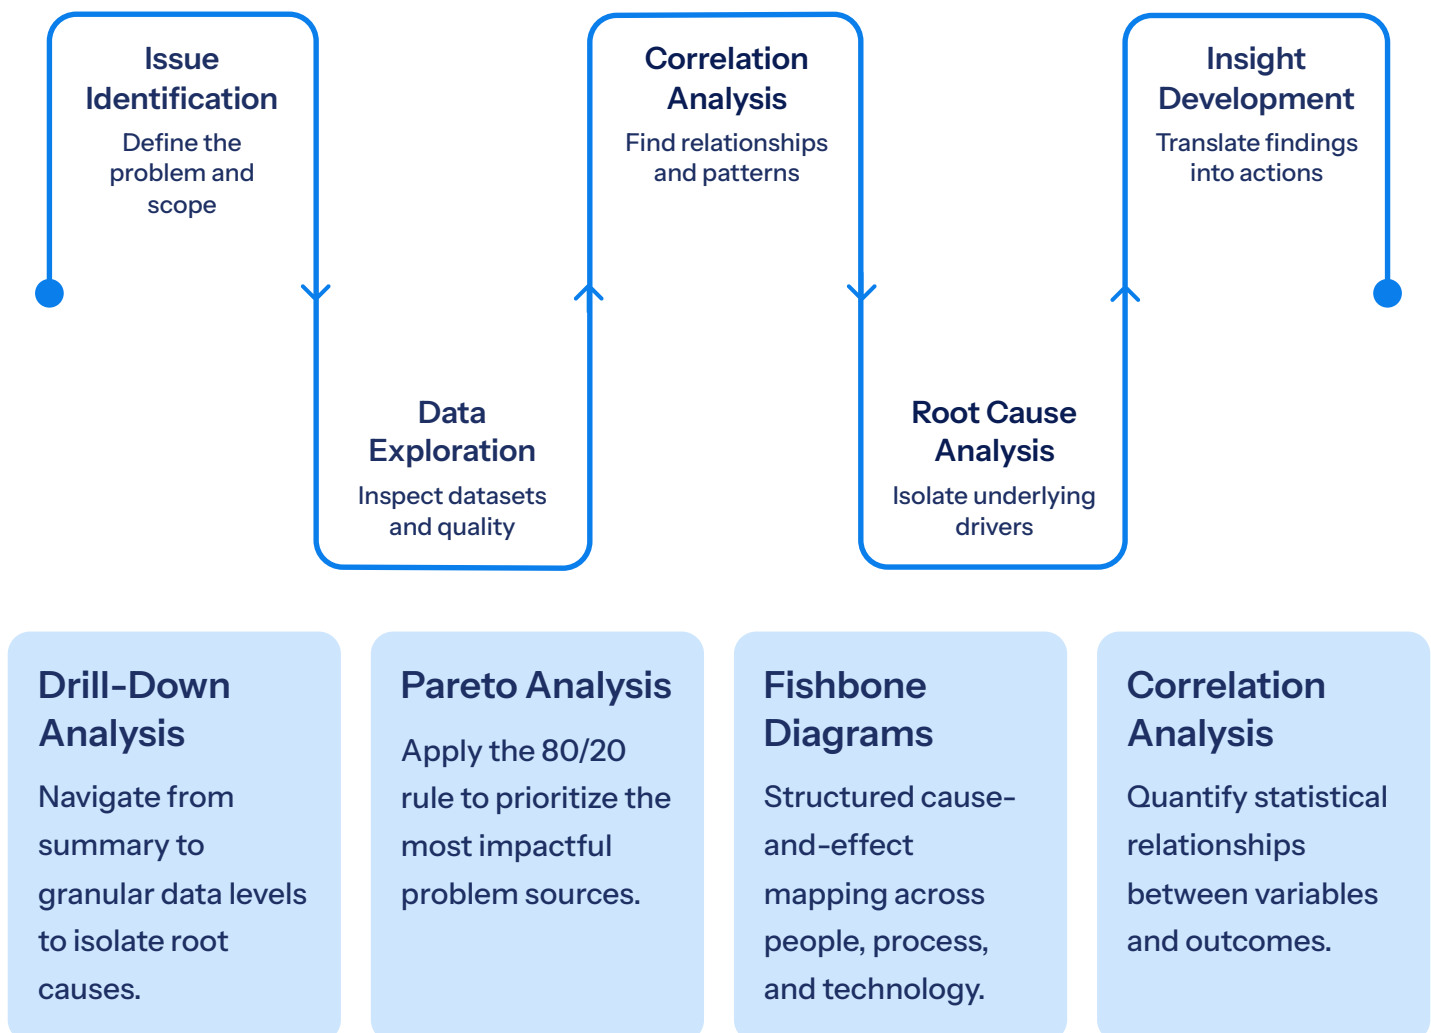 Issue
Identification
Define the
problem and
scope
Data
Exploration
Inspect datasets
and quality
Correlation
Analysis
Find relationships
and patterns
Root Cause
Analysis
Isolate underlying
drivers
Insight
Development
Translate findings
into actions
Drill-Down
Analysis
Navigate from
summary to
granular data levels
to isolate root
causes.
Pareto Analysis
Apply the 80/20
rule to prioritize the
most impactful
problem sources.
Fishbone
Diagrams
Structured cause-
and-effect
mapping across
people, process,
and technology.
Correlation
Analysis
Quantify statistical
relationships
between variables
and outcomes.